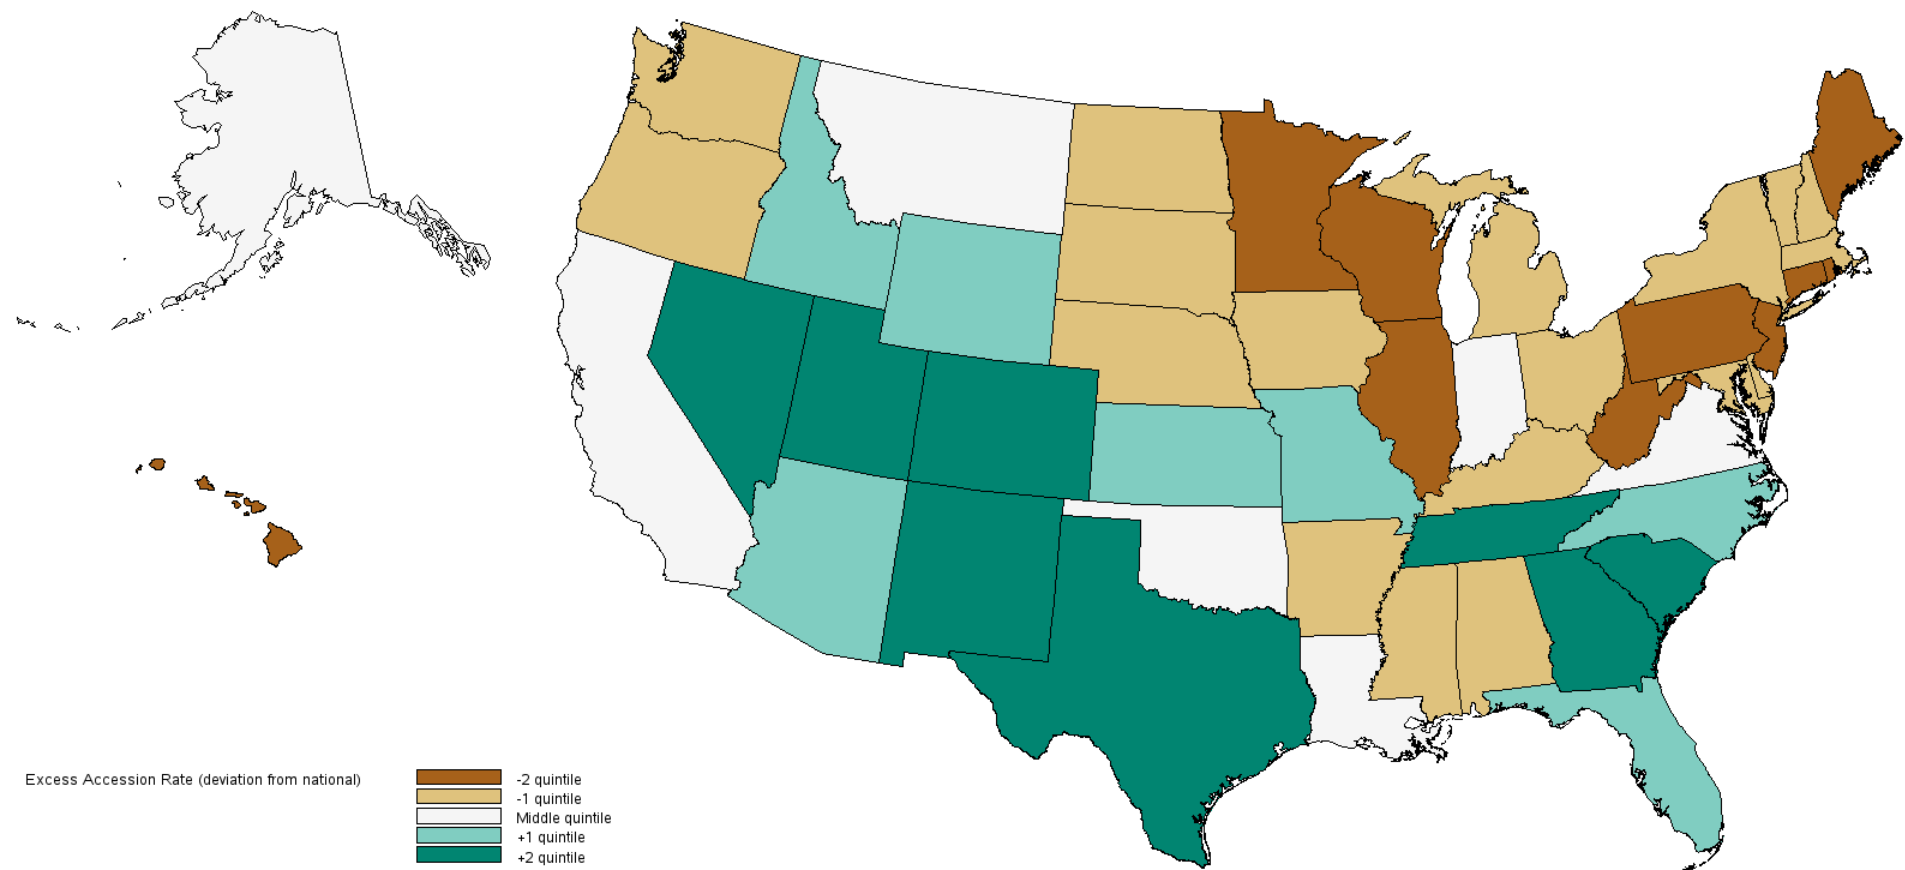 Excess Accession Rate (deviation from national)
-2 quintile
-1 quintile
Middle quintile
+1 quintile
+2 quintile